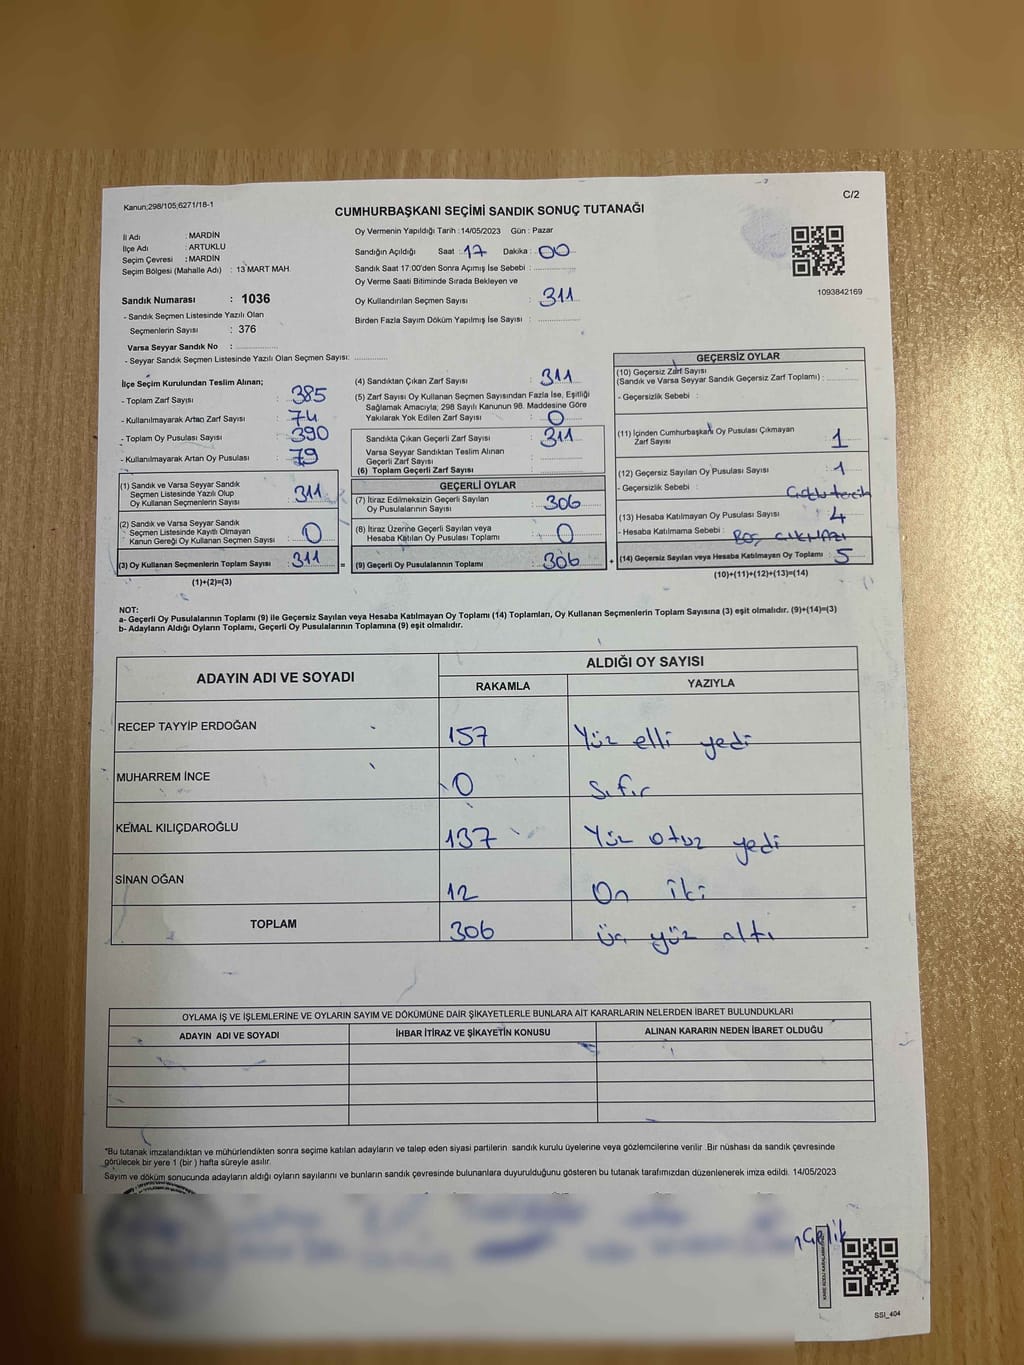 Kanun;298/105;6271/18-1
C/2
CUMHURBAŞKANI SEÇİMİ SANDIK SONUÇ TUTANAĞI
İl Adı : MARDİN
İlçe Adı : ARTUKLU
Seçim Çevresi : MARDİN
Seçim Bölgesi (Mahalle Adı) : 13 MART MAH.
Sandık Numarası : 1036
- Sandık Seçmen Listesinde Yazılı Olan
Seçmenlerin Sayısı : 376
Varsa Seyyar Sandık No : ....................
- Seyyar Sandık Seçmen Listesinde Yazılı Olan Seçmen Sayısı: ............
Oy Vermenin Yapıldığı Tarih :14/05/2023 Gün : Pazar
Sandığın Açıldığı Saat : 17 Dakika : 00
Sandık Saat 17:00'den Sonra Açımış İse Sebebi : ..............
Oy Verme Saati Bitiminde Sırada Bekleyen ve
Oy Kullandırılan Seçmen Sayısı : 311
Birden Fazla Sayım Döküm Yapılmış İse Sayısı : ..............
1093842169
İlçe Seçim Kurulundan Teslim Alınan;
- Toplam Zarf Sayısı : 385
- Kullanılmayarak Artan Zarf Sayısı : 74
- Toplam Oy Pusulası Sayısı : 390
- Kullanılmayarak Artan Oy Pusulası : 79
(1) Sandık ve Varsa Seyyar Sandık
Seçmen Listesinde Yazılı Olup
Oy Kullanan Seçmenlerin Sayısı : 311
(2) Sandık ve Varsa Seyyar Sandık
Seçmen Listesinde Kayıtlı Olmayan
Kanun Gereği Oy Kullanan Seçmen Sayısı : 0
(3) Oy Kullanan Seçmenlerin Toplam Sayısı : 311 =
(1)+(2)=(3)
(4) Sandıktan Çıkan Zarf Sayısı : 311
(5) Zarf Sayısı Oy Kullanan Seçmen Sayısından Fazla İse, Eşitliği
Sağlamak Amacıyla; 298 Sayılı Kanunun 98. Maddesine Göre
Yakılarak Yok Edilen Zarf Sayısı : 0
Sandıkta Çıkan Geçerli Zarf Sayısı : 311
Varsa Seyyar Sandıktan Teslim Alınan
Geçerli Zarf Sayısı :
(6) Toplam Geçerli Zarf Sayısı :
GEÇERLİ OYLAR
(7) İtiraz Edilmeksizin Geçerli Sayılan
Oy Pusulalarının Sayısı : 306
(8) İtiraz Üzerine Geçerli Sayılan veya
Hesaba Katılan Oy Pusulası Toplamı : 0
(9) Geçerli Oy Pusulalarının Toplamı : 306 +
GEÇERSİZ OYLAR
(10) Geçersiz Zarf Sayısı
(Sandık ve Varsa Seyyar Sandık Geçersiz Zarf Toplamı) : ............
- Geçersizlik Sebebi :
(11) İçinden Cumhurbaşkanı Oy Pusulası Çıkmayan
Zarf Sayısı : 1
(12) Geçersiz Sayılan Oy Pusulası Sayısı : 1
- Geçersizlik Sebebi :
(13) Hesaba Katılmayan Oy Pusulası Sayısı : 4
- Hesaba Katılmama Sebebi : BOŞ ÇIKMAZI
(14) Geçersiz Sayılan veya Hesaba Katılmayan Oy Toplamı : 5
(10)+(11)+(12)+(13)=(14)
NOT:
a- Geçerli Oy Pusulalarının Toplamı (9) ile Geçersiz Sayılan veya Hesaba Katılmayan Oy Toplamı (14) Toplamları, Oy Kullanan Seçmenlerin Toplam Sayısına (3) eşit olmalıdır. (9)+(14)=(3)
b- Adayların Aldığı Oyların Toplamı, Geçerli Oy Pusulalarının Toplamına (9) eşit olmalıdır.
ADAYIN ADI VE SOYADI
ALDIĞI OY SAYISI
RAKAMLA YAZIYLA
RECEP TAYYİP ERDOĞAN 157 Yüz elli yedi
MUHARREM İNCE 0 Sıfır
KEMAL KILIÇDAROĞLU 137 Yüz otuz yedi
SİNAN OĞAN 12 On iki
TOPLAM 306 üç yüz altı
OYLAMA İŞ VE İŞLEMLERİNE VE OYLARIN SAYIM VE DÖKÜMÜNE DAİR ŞİKAYETLERLE BUNLARA AİT KARARLARIN NELERDEN İBARET BULUNDUKLARI
ADAYIN ADI VE SOYADI İHBAR İTİRAZ VE ŞİKAYETİN KONUSU ALINAN KARARIN NEDEN İBARET OLDUĞU
*Bu tutanak imzalandıktan ve mühürlendikten sonra seçime katılan adayların ve talep eden siyasi partilerin sandık kurulu üyelerine veya gözlemcilerine verilir .Bir nüshası da sandık çevresinde
görülecek bir yere 1 (bir ) hafta süreyle asılır.
Sayım ve döküm sonucunda adayların aldığı oyların sayılarını ve bunların sandık çevresinde bulunanlara duyurulduğunu gösteren bu tutanak tarafımızdan düzenlenerek imza edildi. 14/05/2023
SSI_404